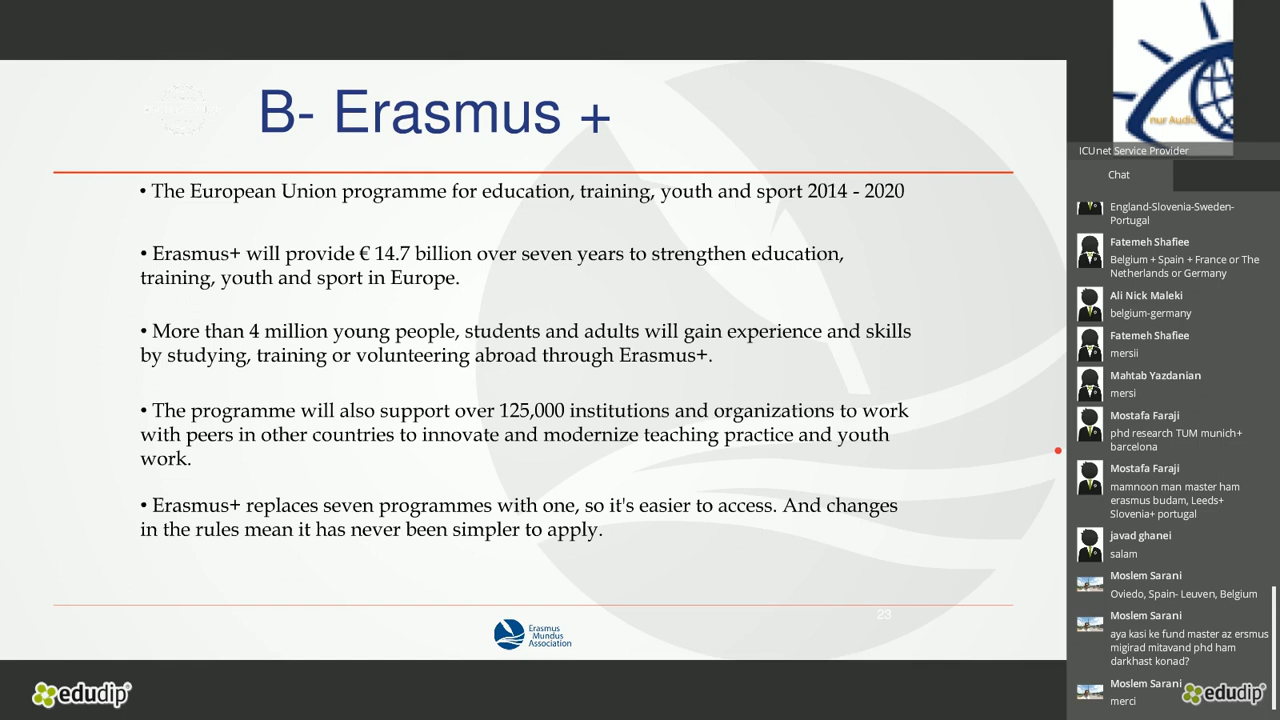 B- Erasmus +
• The European Union programme for education, training, youth and sport 2014 - 2020
• Erasmus+ will provide € 14.7 billion over seven years to strengthen education,
training, youth and sport in Europe.
• More than 4 million young people, students and adults will gain experience and skills
by studying, training or volunteering abroad through Erasmus+.
• The programme will also support over 125,000 institutions and organizations to work
with peers in other countries to innovate and modernize teaching practice and youth
work.
• Erasmus+ replaces seven programmes with one, so it's easier to access. And changes
in the rules mean it has never been simpler to apply.
23
Erasmus
Mundus
Association
edudip
nur Audio
ICUnet Service Provider
Chat
England-Slovenia-Sweden-
Portugal
Fatemeh Shafiee
Belgium + Spain + France or The
Netherlands or Germany
Ali Nick Maleki
belgium-germany
Fatemeh Shafiee
mersii
Mahtab Yazdanian
mersi
Mostafa Faraji
phd research TUM munich+
barcelona
Mostafa Faraji
mamnoon man master ham
erasmus budam, Leeds+
Slovenia+ portugal
javad ghanei
salam
Moslem Sarani
Oviedo, Spain- Leuven, Belgium
Moslem Sarani
aya kasi ke fund master az ersmus
migirad mitavand phd ham
darkhast konad?
Moslem Sarani
merci
edudip